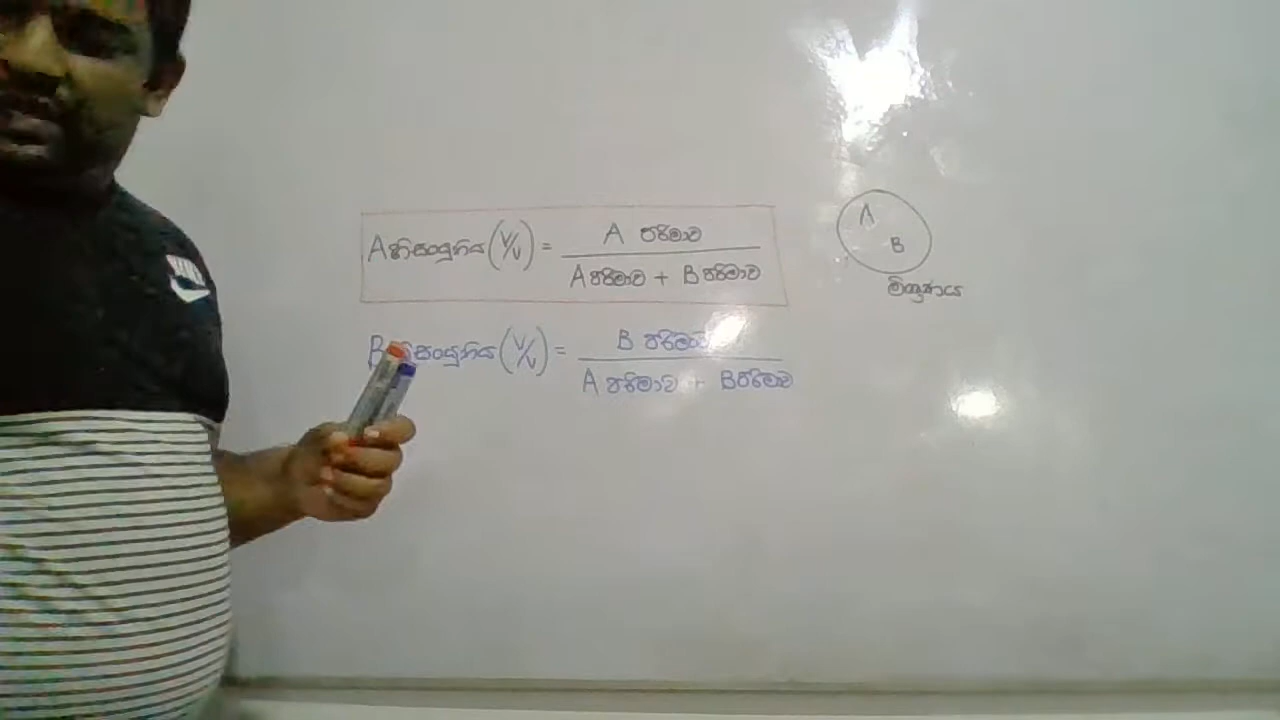 A හි සංයුතිය (V/V) = A පරිමාව / A පරිමාව + B පරිමාව
A
B
මිශ්‍රණය
B හි සංයුතිය (V/V) = B පරිමාව / A පරිමාව + B පරිමාව